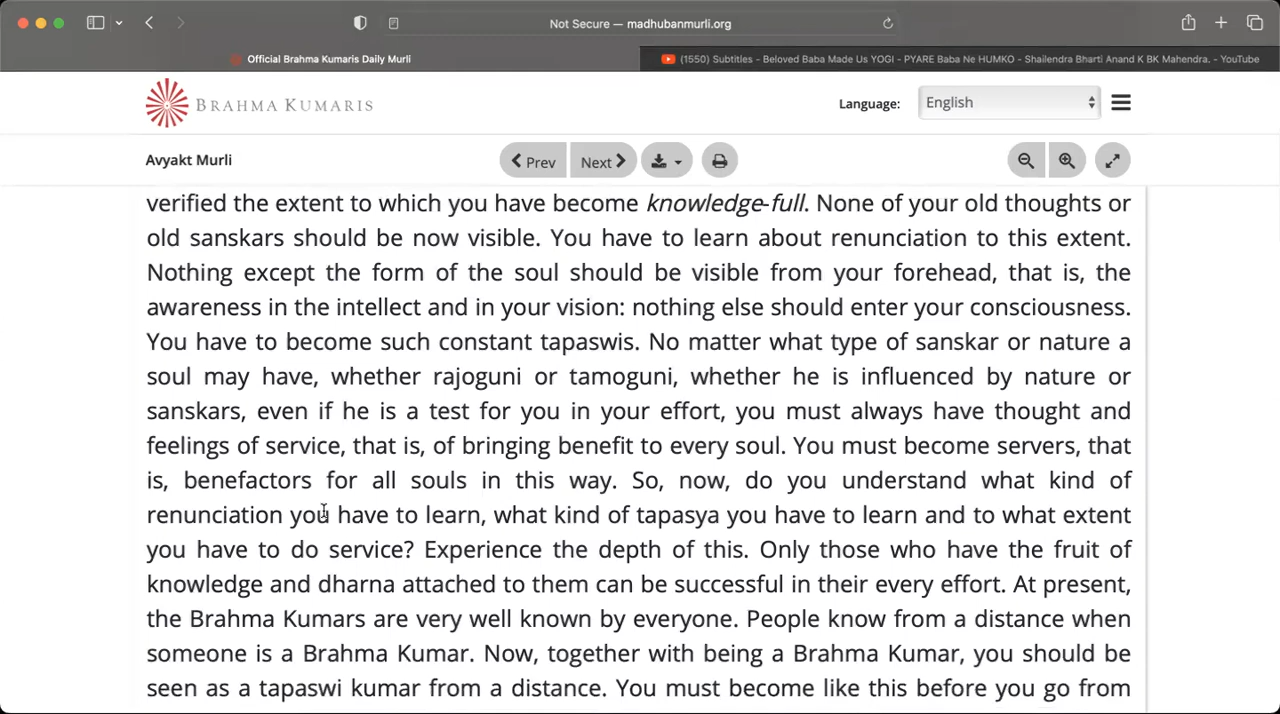 Not Secure — madhubanmurli.org
Official Brahma Kumaris Daily Murli
(1550) Subtitles - Beloved Baba Made Us YOGI - PYARE Baba Ne HUMKO - Shailendra Bharti Anand K BK Mahendra. - YouTube
BRAHMA KUMARIS
Language:
English
Avyakt Murli
Prev
Next
verified the extent to which you have become knowledge-full. None of your old thoughts or
old sanskars should be now visible. You have to learn about renunciation to this extent.
Nothing except the form of the soul should be visible from your forehead, that is, the
awareness in the intellect and in your vision: nothing else should enter your consciousness.
You have to become such constant tapaswis. No matter what type of sanskar or nature a
soul may have, whether rajoguni or tamoguni, whether he is influenced by nature or
sanskars, even if he is a test for you in your effort, you must always have thought and
feelings of service, that is, of bringing benefit to every soul. You must become servers, that
is, benefactors for all souls in this way. So, now, do you understand what kind of
renunciation you have to learn, what kind of tapasya you have to learn and to what extent
you have to do service? Experience the depth of this. Only those who have the fruit of
knowledge and dharna attached to them can be successful in their every effort. At present,
the Brahma Kumars are very well known by everyone. People know from a distance when
someone is a Brahma Kumar. Now, together with being a Brahma Kumar, you should be
seen as a tapaswi kumar from a distance. You must become like this before you go from